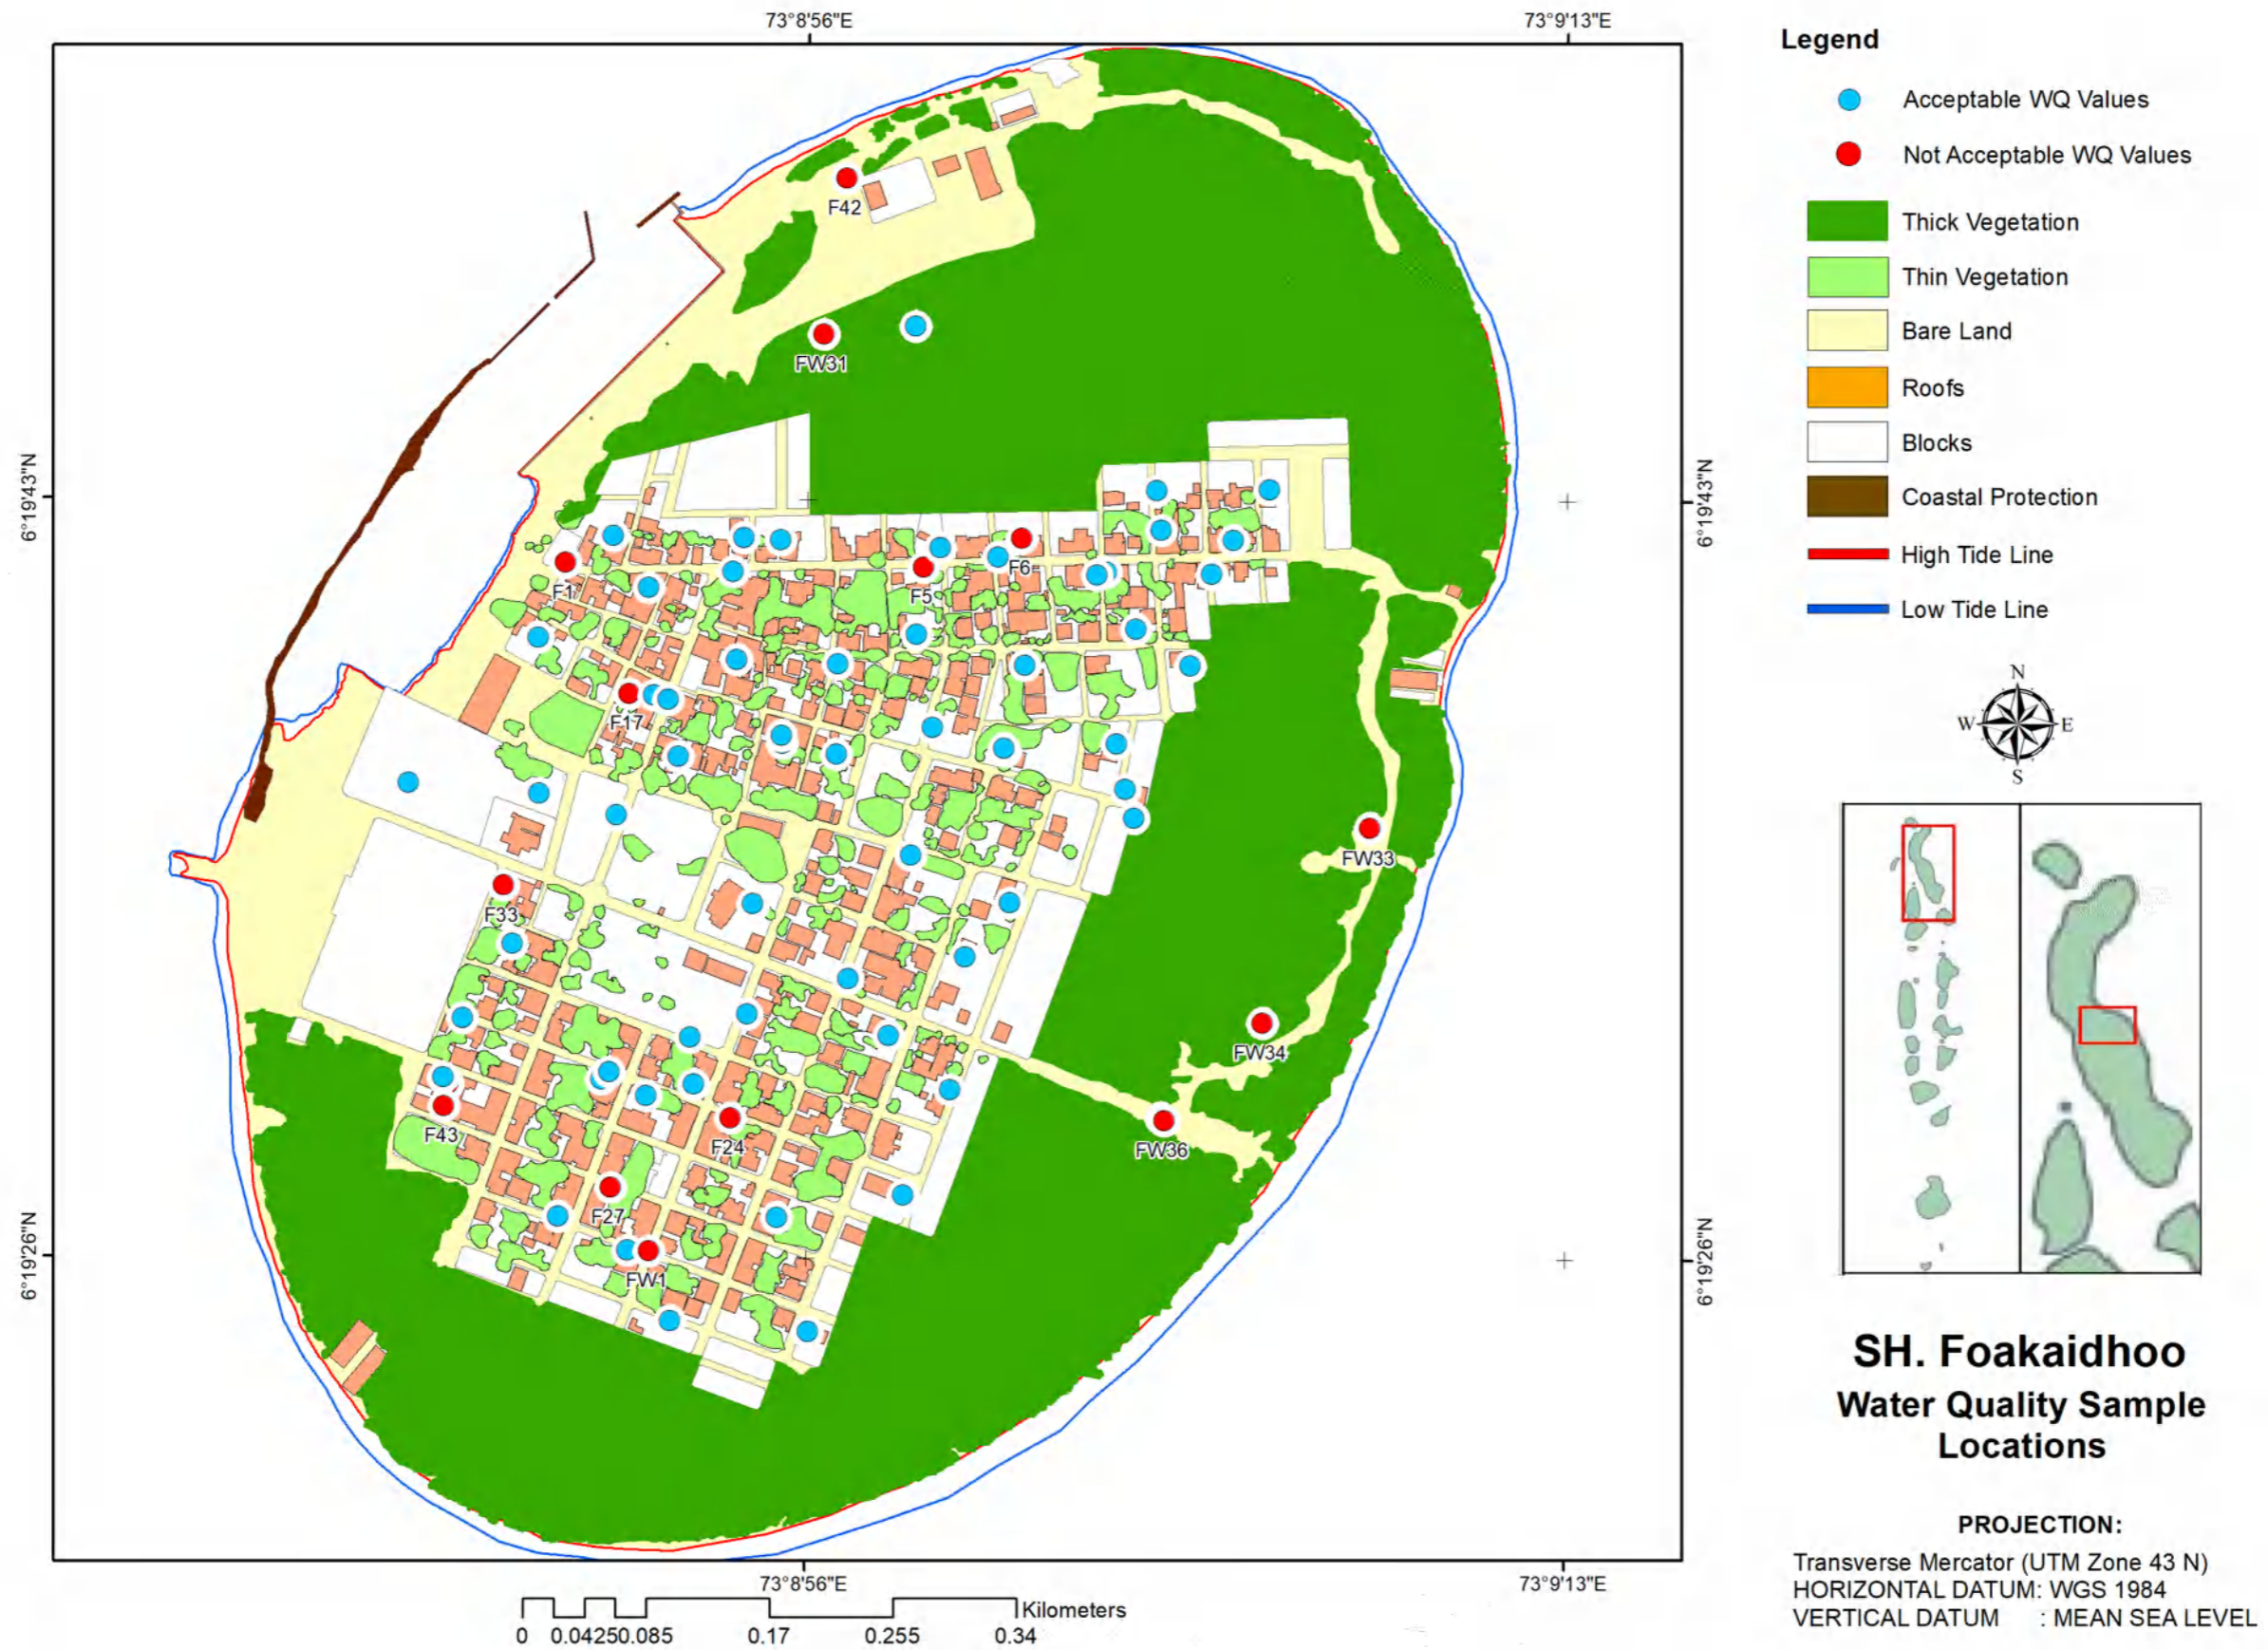 73°8'56"E
73°9'13"E
Legend
Acceptable WQ Values
Not Acceptable WQ Values
Thick Vegetation
Thin Vegetation
Bare Land
Roofs
Blocks
Coastal Protection
High Tide Line
Low Tide Line
F42
FW31
6°19'43"N
6°19'43"N
F1
F5
F6
F17
FW33
F33
FW34
F43
F24
FW36
F27
FW1
6°19'26"N
6°19'26"N
N
W
E
S
SH. Foakaidhoo
Water Quality Sample
Locations
PROJECTION:
Transverse Mercator (UTM Zone 43 N)
HORIZONTAL DATUM: WGS 1984
VERTICAL DATUM : MEAN SEA LEVEL
73°8'56"E
73°9'13"E
Kilometers
0 0.04250.085 0.17 0.255 0.34